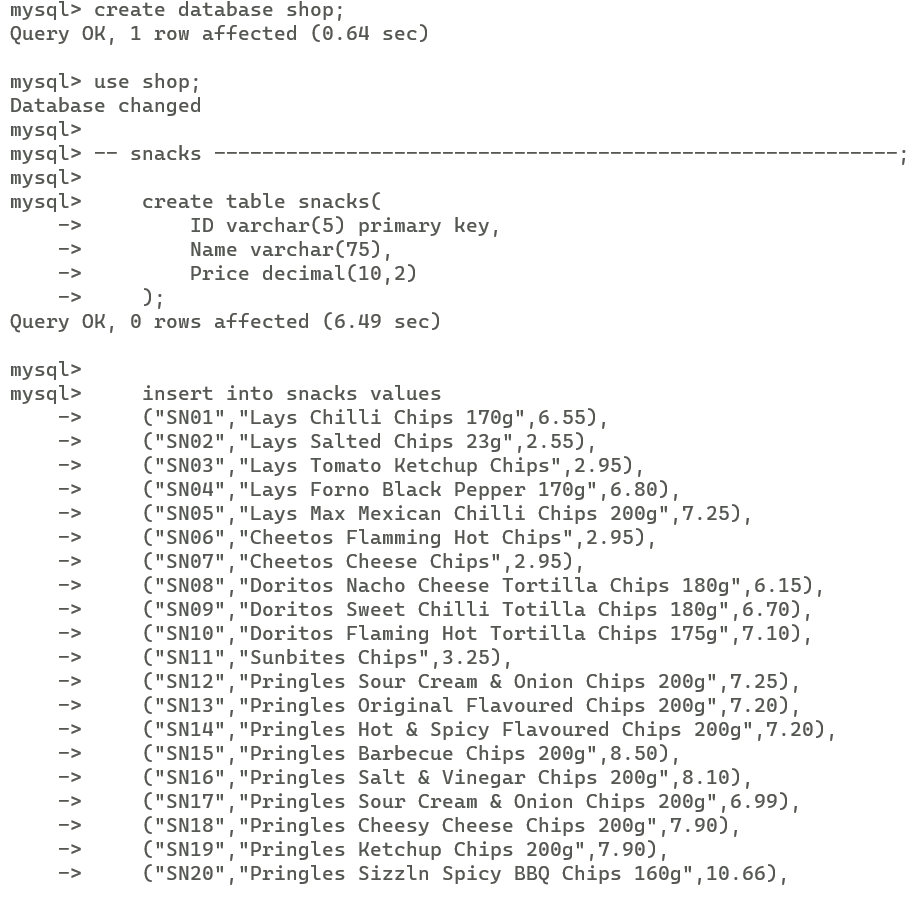 mysql> create database shop;
Query OK, 1 row affected (0.64 sec)
mysql> use shop;
Database changed
mysql>
mysql> -- snacks ---------------------------------------------------------;
mysql>
mysql>     create table snacks(
    ->         ID varchar(5) primary key,
    ->         Name varchar(75),
    ->         Price decimal(10,2)
    ->     );
Query OK, 0 rows affected (6.49 sec)
mysql>
mysql>     insert into snacks values
    ->     ("SN01","Lays Chilli Chips 170g",6.55),
    ->     ("SN02","Lays Salted Chips 23g",2.55),
    ->     ("SN03","Lays Tomato Ketchup Chips",2.95),
    ->     ("SN04","Lays Forno Black Pepper 170g",6.80),
    ->     ("SN05","Lays Max Mexican Chilli Chips 200g",7.25),
    ->     ("SN06","Cheetos Flamming Hot Chips",2.95),
    ->     ("SN07","Cheetos Cheese Chips",2.95),
    ->     ("SN08","Doritos Nacho Cheese Tortilla Chips 180g",6.15),
    ->     ("SN09","Doritos Sweet Chilli Totilla Chips 180g",6.70),
    ->     ("SN10","Doritos Flaming Hot Tortilla Chips 175g",7.10),
    ->     ("SN11","Sunbites Chips",3.25),
    ->     ("SN12","Pringles Sour Cream & Onion Chips 200g",7.25),
    ->     ("SN13","Pringles Original Flavoured Chips 200g",7.20),
    ->     ("SN14","Pringles Hot & Spicy Flavoured Chips 200g",7.20),
    ->     ("SN15","Pringles Barbecue Chips 200g",8.50),
    ->     ("SN16","Pringles Salt & Vinegar Chips 200g",8.10),
    ->     ("SN17","Pringles Sour Cream & Onion Chips 200g",6.99),
    ->     ("SN18","Pringles Cheesy Cheese Chips 200g",7.90),
    ->     ("SN19","Pringles Ketchup Chips 200g",7.90),
    ->     ("SN20","Pringles Sizzln Spicy BBQ Chips 160g",10.66),